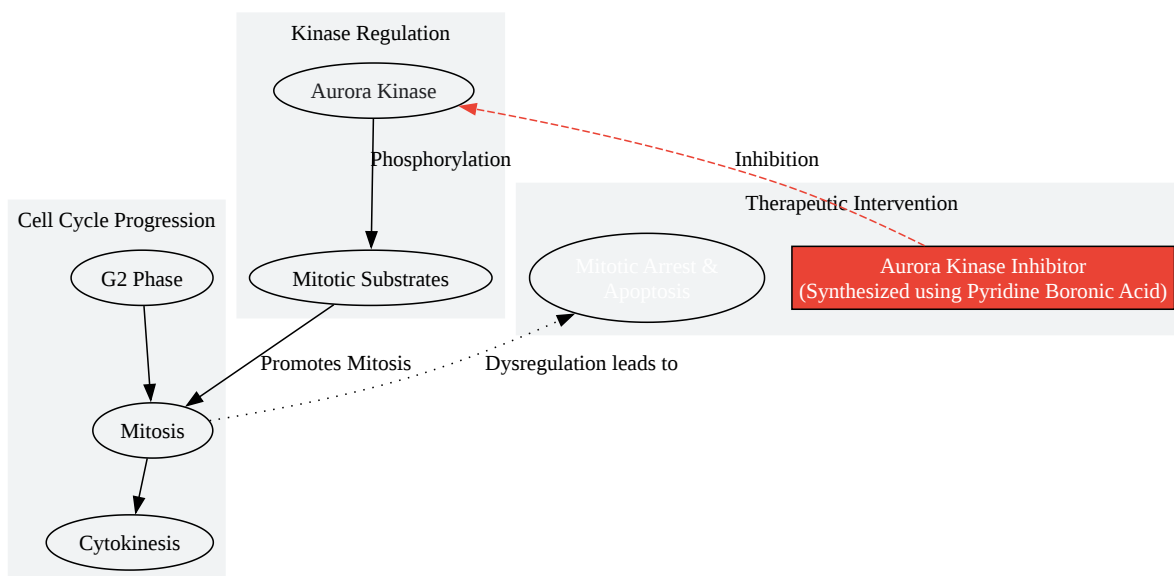 Kinase Regulation
Aurora Kinase
Phosphorylation
Inhibition
Therapeutic Intervention
Cell Cycle Progression
G2 Phase
Mitotic Substrates
Mitotic Arrest &
Apoptosis
Aurora Kinase Inhibitor
(Synthesized using Pyridine Boronic Acid)
Promotes Mitosis
Dysregulation leads to
Mitosis
Cytokinesis